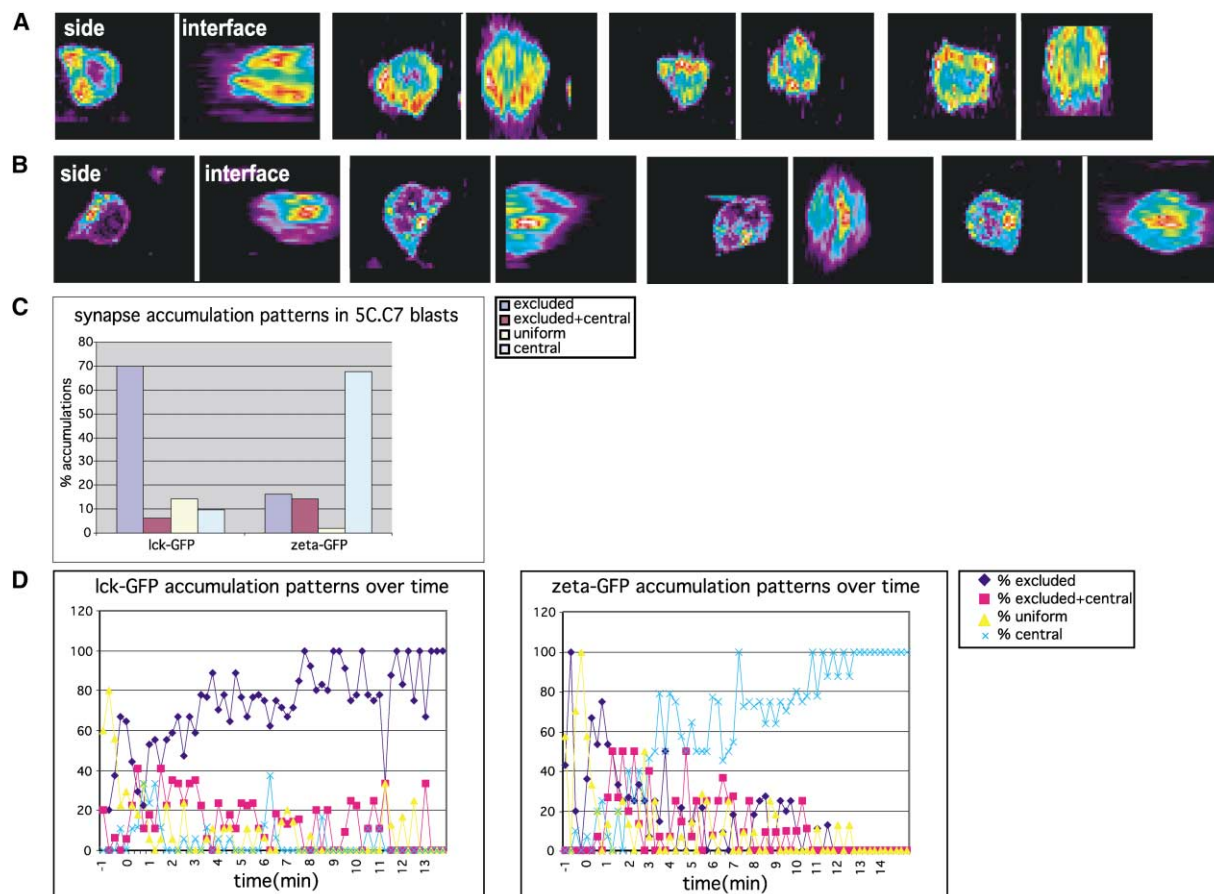 A
side
interface
B
side
interface
C
synapse accumulation patterns in 5C.C7 blasts
% accumulations
80
70
60
50
40
30
20
10
0
lck-GFP
zeta-GFP
excluded
excluded+central
uniform
central
D
lck-GFP accumulation patterns over time
120
100
80
60
40
20
0
-1
0
1
2
3
4
5
6
7
8
9
10
11
12
13
time(min)
zeta-GFP accumulation patterns over time
120
100
80
60
40
20
0
-1
0
1
2
3
4
5
6
7
8
9
10
11
12
13
14
time(min)
% excluded
% excluded+central
% uniform
% central